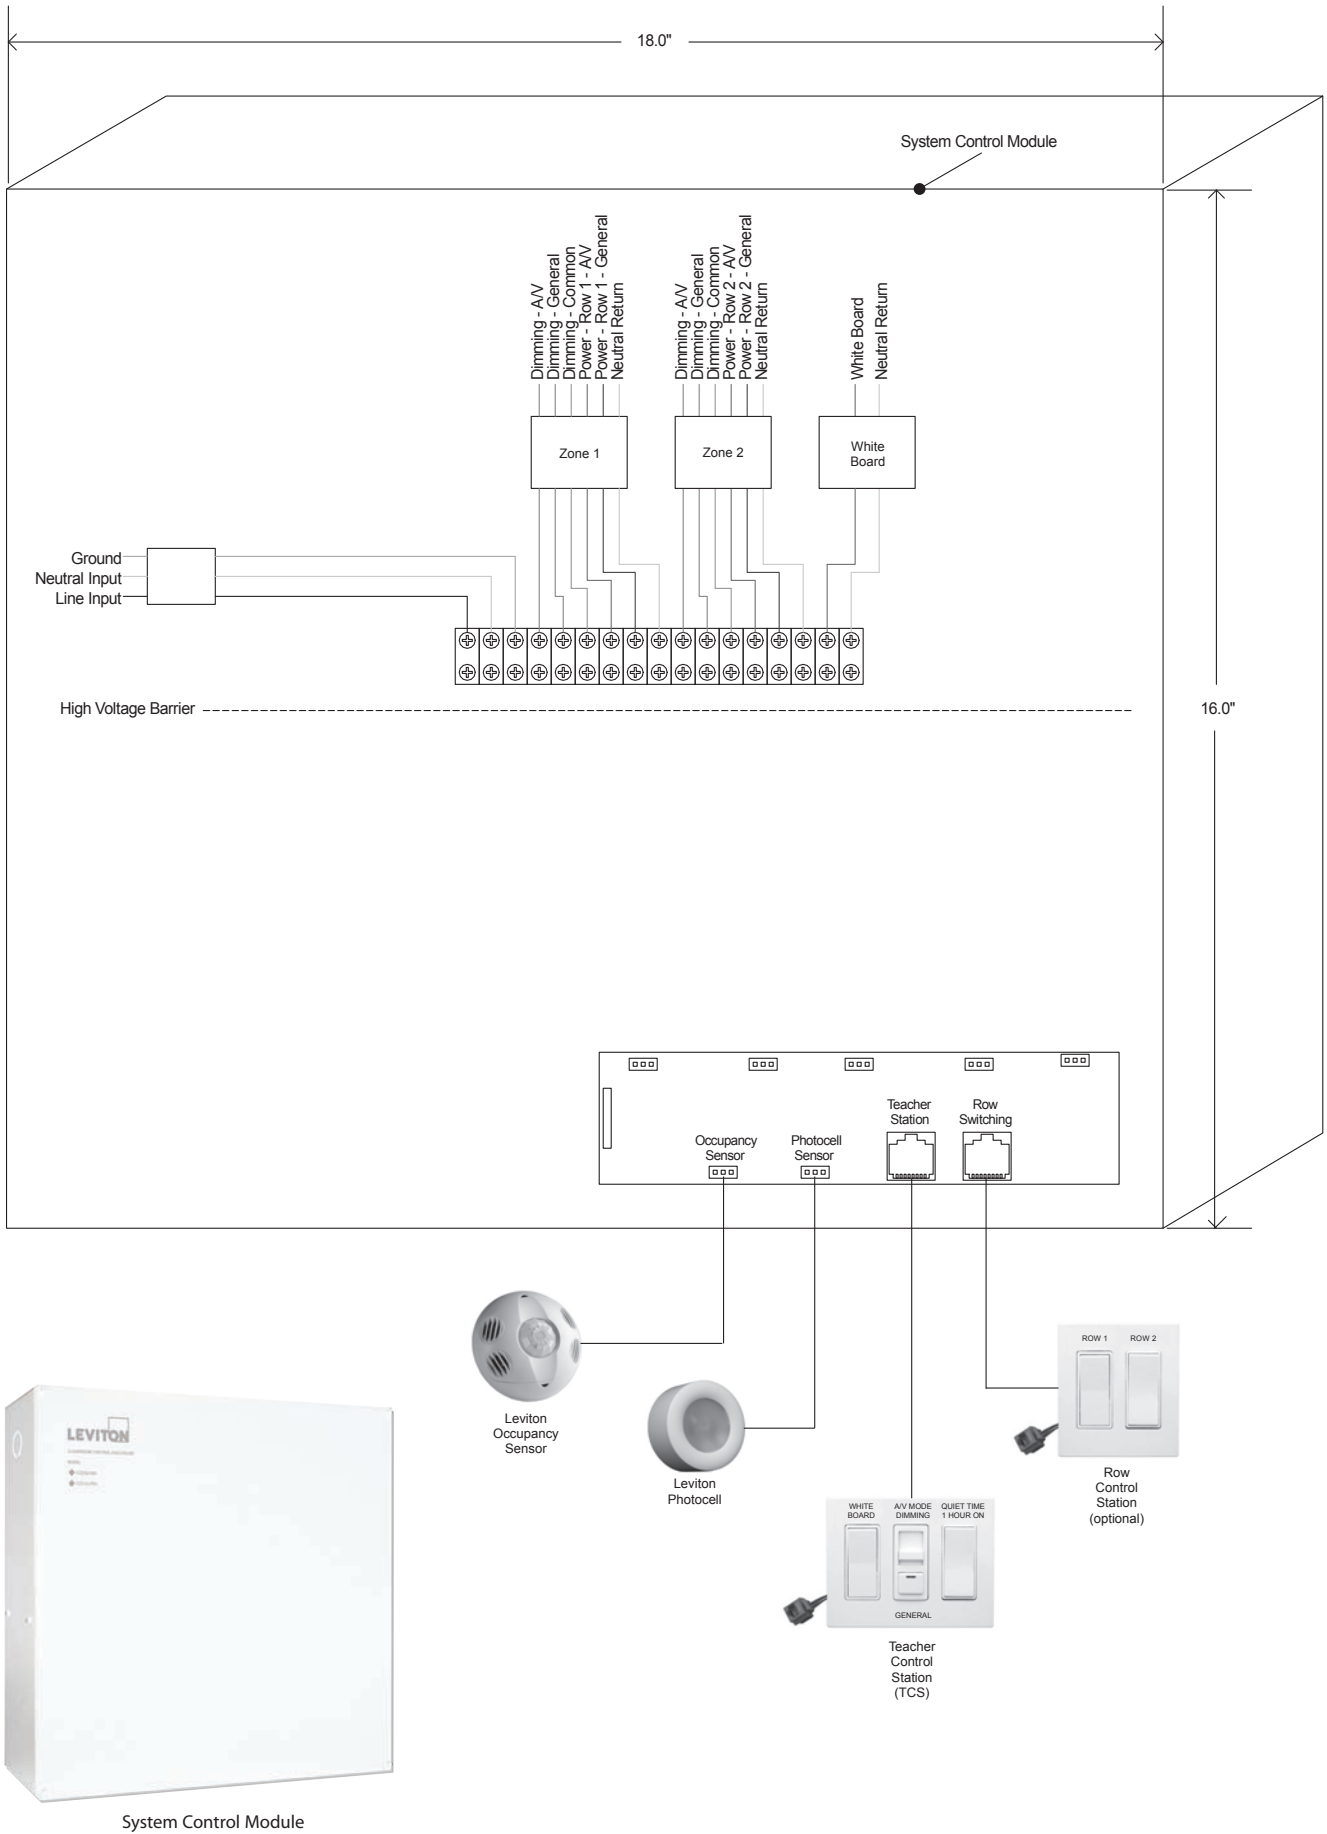 18.0"
System Control Module
Dimming - A/V
Dimming - General
Dimming - Common
Power - Row 1 - A/V
Power - Row 1 - General
Neutral Return
Dimming - A/V
Dimming - General
Dimming - Common
Power - Row 2 - A/V
Power - Row 2 - General
Neutral Return
White Board
Neutral Return
Zone 1
Zone 2
White
Board
Ground
Neutral Input
Line Input
High Voltage Barrier
16.0"
Teacher
Station
Row
Switching
Occupancy
Sensor
Photocell
Sensor
Leviton
Occupancy
Sensor
Leviton
Photocell
ROW 1
ROW 2
Row
Control
Station
(optional)
WHITE
BOARD
A/V MODE
DIMMING
QUIET TIME
1 HOUR ON
GENERAL
Teacher
Control
Station
(TCS)
LEVITON
System Control Module